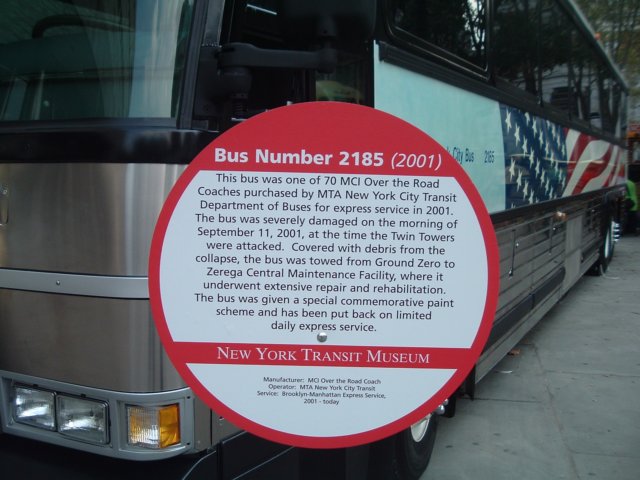 Bus Number 2185 (2001)
This bus was one of 70 MCI Over the Road
Coaches purchased by MTA New York City Transit
Department of Buses for express service in 2001.
The bus was severely damaged on the morning of
September 11, 2001, at the time the Twin Towers
were attacked. Covered with debris from the
collapse, the bus was towed from Ground Zero to
Zerega Central Maintenance Facility, where it
underwent extensive repair and rehabilitation.
The bus was given a special commemorative paint
scheme and has been put back on limited
daily express service.
NEW YORK TRANSIT MUSEUM
Manufacturer: MCI Over the Road Coach
Operator: MTA New York City Transit
Service: Brooklyn-Manhattan Express Service,
2001 - today
City Bus 2185